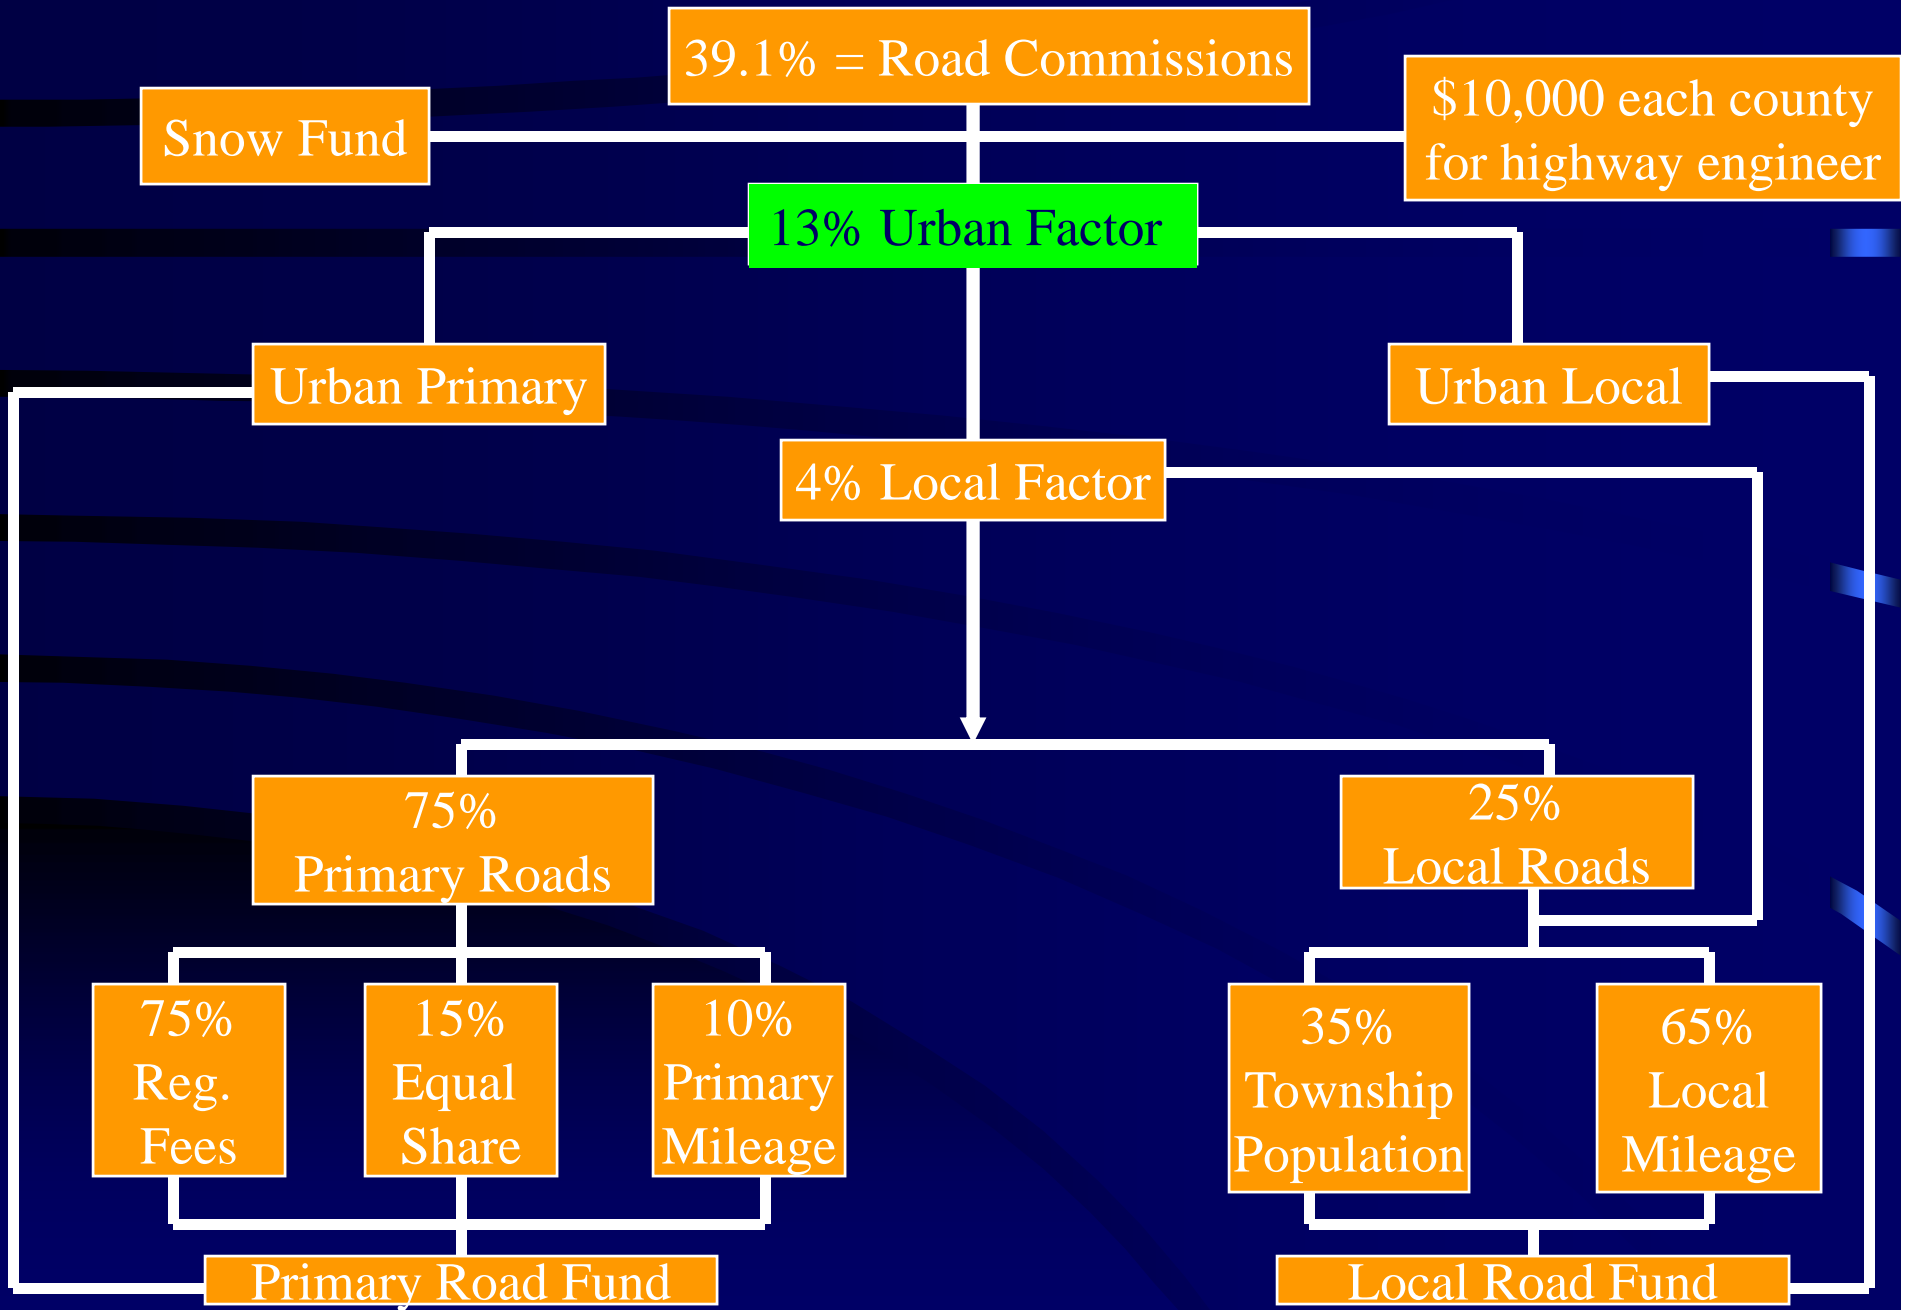 39.1% = Road Commissions
Snow Fund
$10,000 each county
for highway engineer
13% Urban Factor
Urban Primary
Urban Local
4% Local Factor
75%
Primary Roads
25%
Local Roads
75%
Reg.
Fees
15%
Equal
Share
10%
Primary
Mileage
35%
Township
Population
65%
Local
Mileage
Primary Road Fund
Local Road Fund